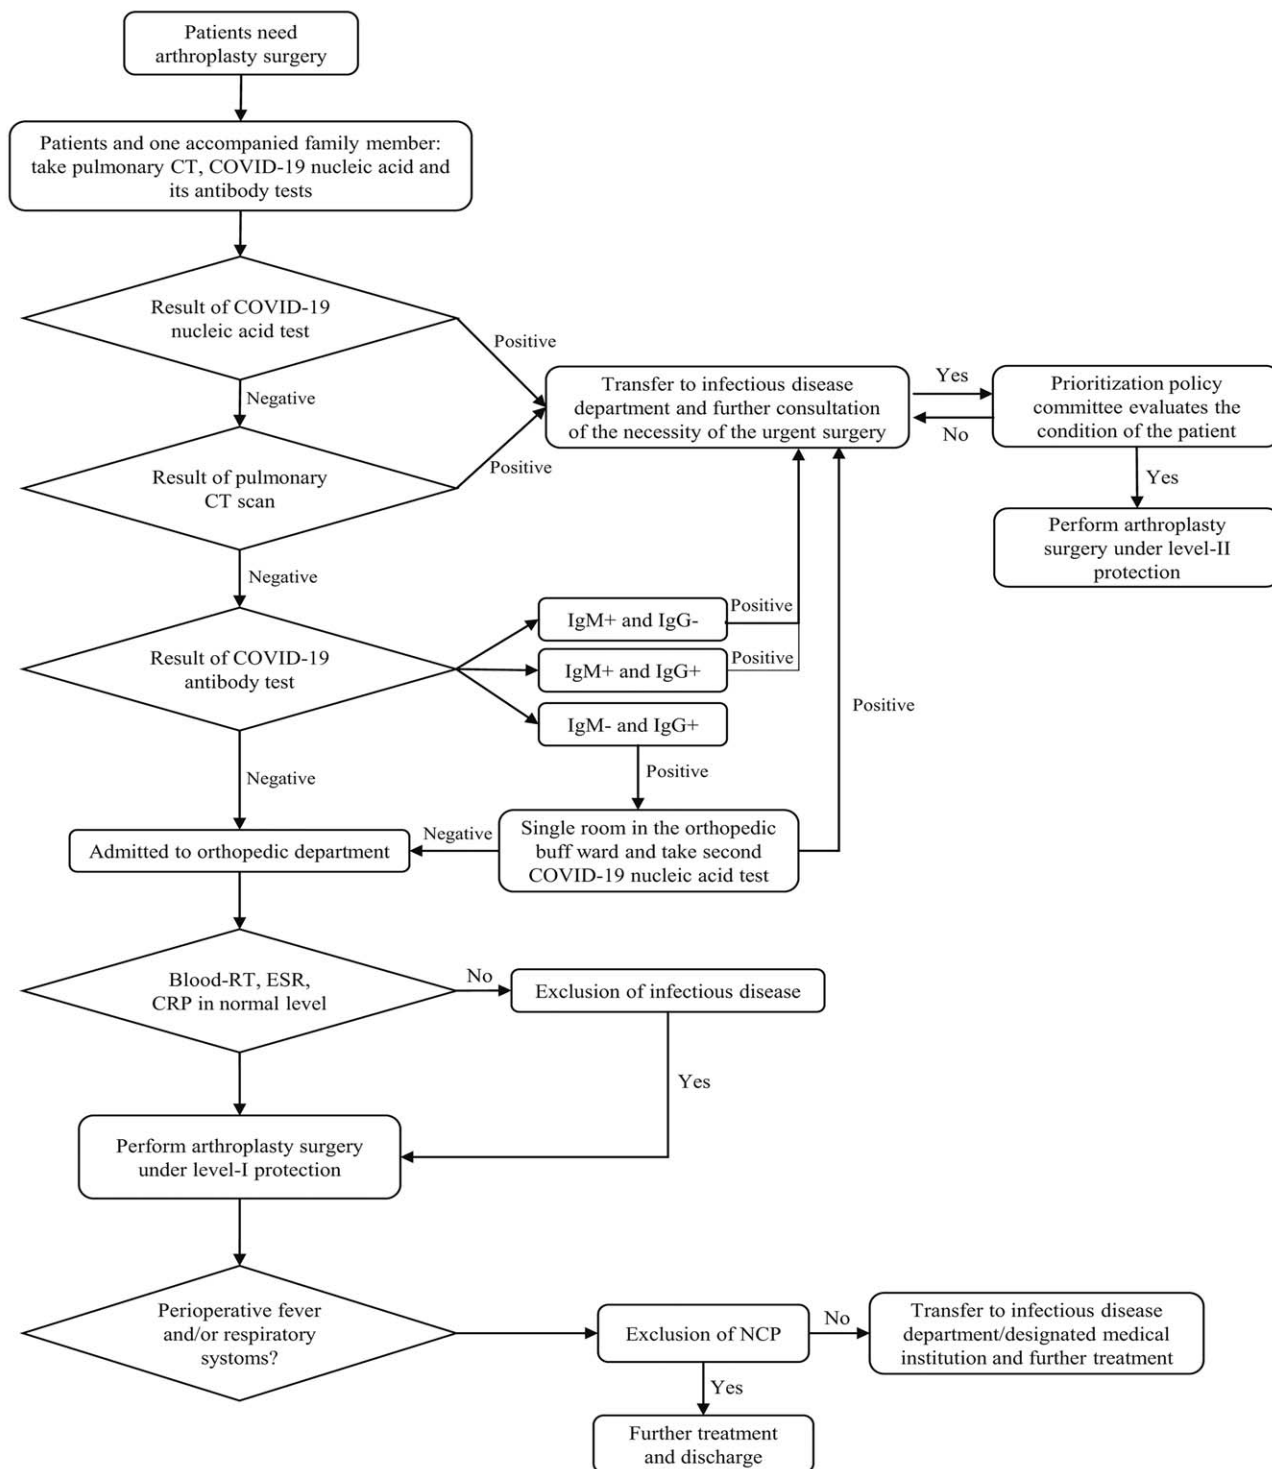 Patients need
arthroplasty surgery
Patients and one accompanied family member:
take pulmonary CT, COVID-19 nucleic acid and
its antibody tests
Result of COVID-19
nucleic acid test
Positive
Negative
Transfer to infectious disease
department and further consultation
of the necessity of the urgent surgery
Yes
No
Prioritization policy
committee evaluates the
condition of the patient
Yes
Perform arthroplasty
surgery under level-II
protection
Result of pulmonary
CT scan
Positive
Negative
Result of COVID-19
antibody test
IgM+ and IgG-
Positive
IgM+ and IgG+
Positive
IgM- and IgG+
Positive
Positive
Negative
Single room in the orthopedic
buff ward and take second
COVID-19 nucleic acid test
Negative
Admitted to orthopedic department
Blood-RT, ESR,
CRP in normal level
No
Exclusion of infectious disease
Yes
Perform arthroplasty surgery
under level-I protection
Perioperative fever
and/or respiratory
systoms?
Exclusion of NCP
No
Transfer to infectious disease
department/designated medical
institution and further treatment
Yes
Further treatment
and discharge